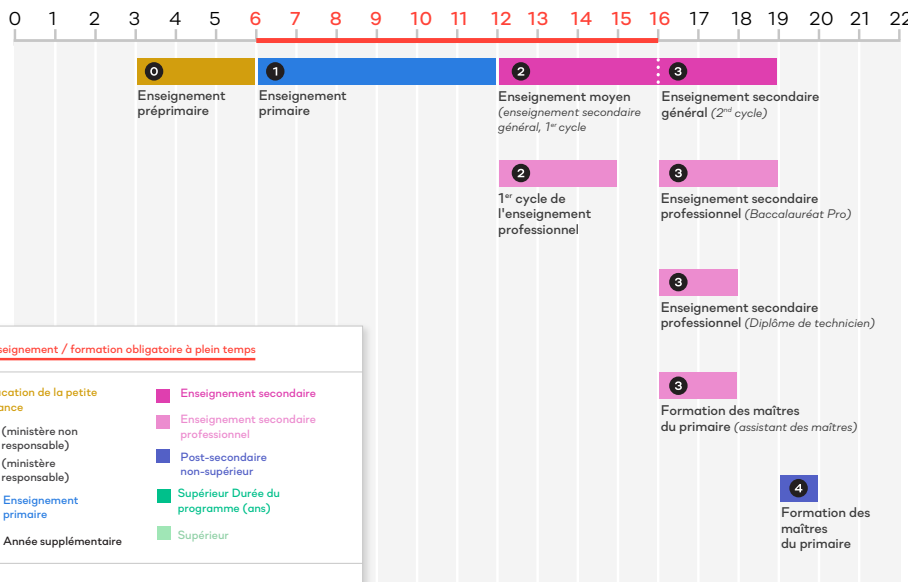 0 1 2 3 4 5 6 7 8 9 10 11 12 13 14 15 16 17 18 19 20 21 22
0
Enseignement
préprimaire
1
Enseignement
primaire
2
Enseignement moyen
(enseignement secondaire
général, 1er cycle
3
Enseignement secondaire
général (2nd cycle)
2
1er cycle de
l'enseignement
professionnel
3
Enseignement secondaire
professionnel (Baccalauréat Pro)
3
Enseignement secondaire
professionnel (Diplôme de technicien)
3
Formation des maîtres
du primaire (assistant des maîtres)
4
Formation des
maîtres
du primaire
seignement / formation obligatoire à plein temps
cation de la petite
ance
(ministère non
responsable)
(ministère
responsable)
Enseignement
primaire
Année supplémentaire
Enseignement secondaire
Enseignement secondaire
professionnel
Post-secondaire
non-supérieur
Supérieur Durée du
programme (ans)
Supérieur